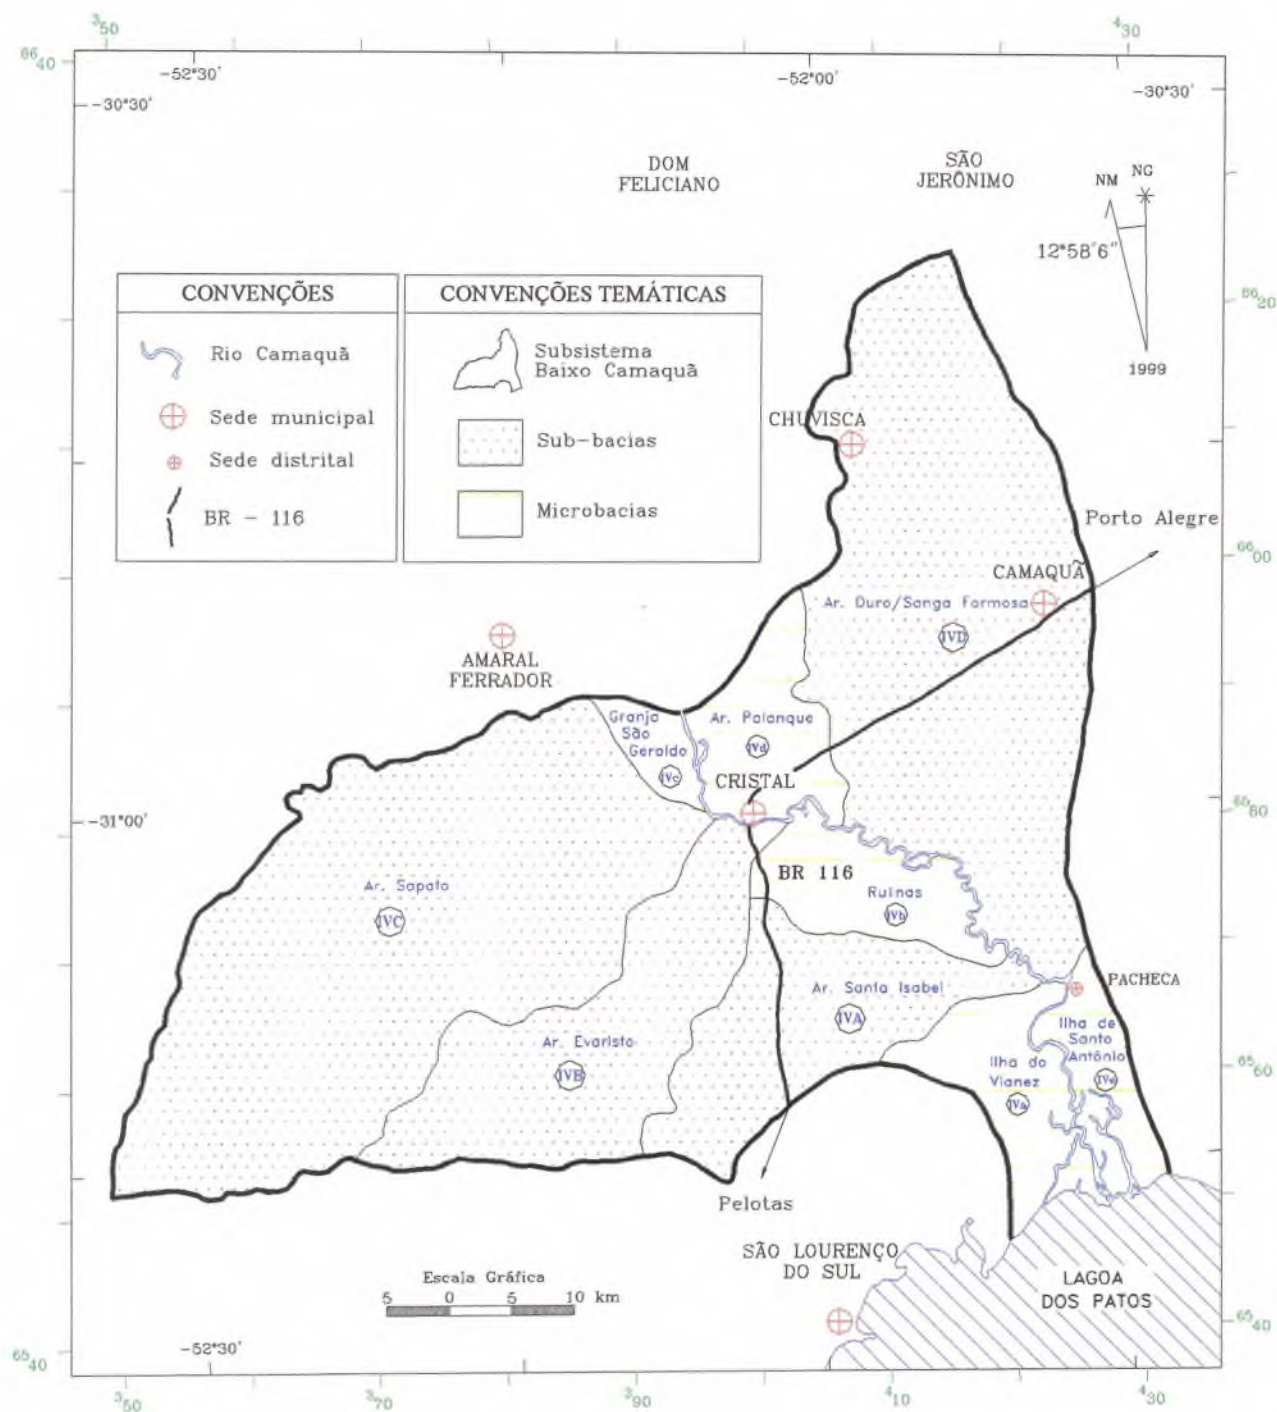 350
430
6640
-52°30'
-52°00'
-30°30'
-30°30'
DOM
FELICIANO
SÃO
JERÔNIMO
NM NG
12°58'6"
1999
CONVENÇÕES
Rio Camaquã
Sede municipal
Sede distrital
BR - 116
CONVENÇÕES TEMÁTICAS
Subsistema
Baixo Camaquã
Sub-bacias
Microbacias
6620
CHUVISCA
Porto Alegre
6600
CAMAQUÃ
Ar. Duro/Sanga Formosa
IVD
AMARAL
FERRADOR
Granja
São
Geraldo
IVc
Ar. Palanque
IVd
CRISTAL
6580
-31°00'
BR 116
Ruínas
IVb
Ar. Sapato
IVC
PACHECA
Ar. Santa Isabel
IVA
Ilha de
Santo
Antônio
IVe
Ar. Evaristo
IVB
Ilha do
Vianez
IVa
6560
Pelotas
SÃO LOURENÇO
DO SUL
LAGOA
DOS PATOS
Escala Gráfica
5 0 5 10 km
6540
-52°30'
6540
350
370
390
410
430